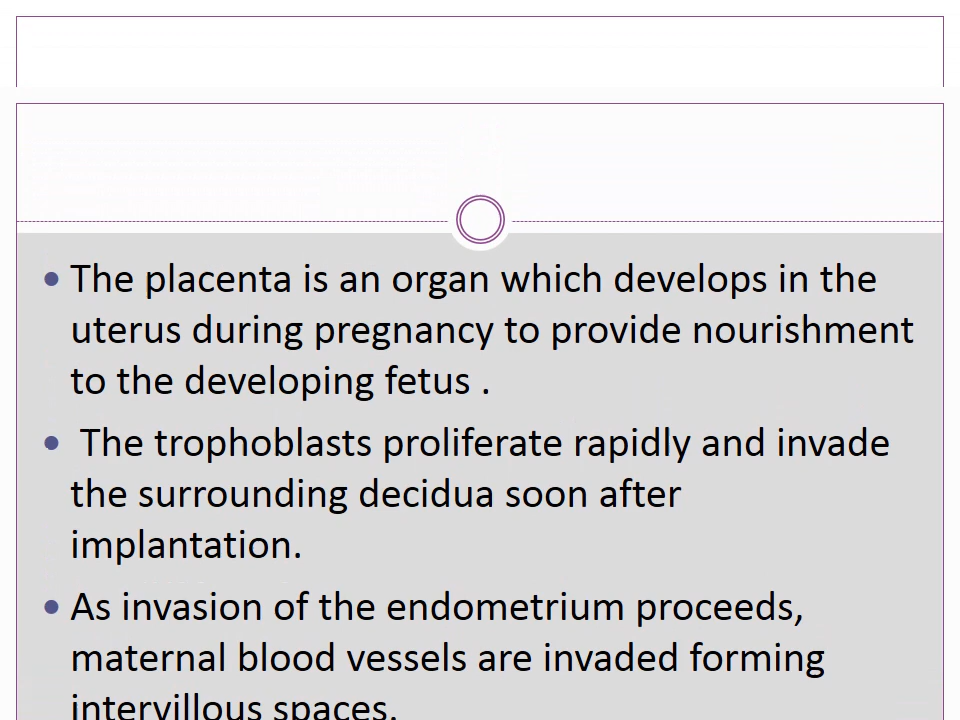 • The placenta is an organ which develops in the
uterus during pregnancy to provide nourishment
to the developing fetus .
• The trophoblasts proliferate rapidly and invade
the surrounding decidua soon after
implantation.
• As invasion of the endometrium proceeds,
maternal blood vessels are invaded forming
intervillous spaces.